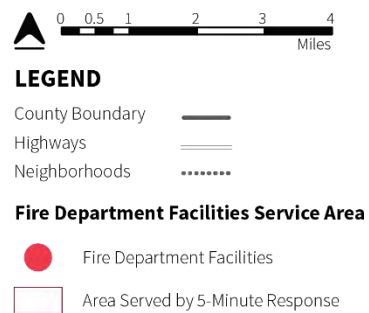 0 0.5 1 2 3 4
Miles
LEGEND
County Boundary
Highways
Neighborhoods
Fire Department Facilities Service Area
Fire Department Facilities
Area Served by 5-Minute Response